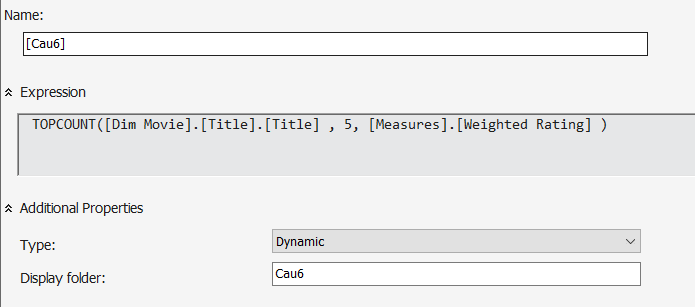 Name:
[Cau6]
Expression
TOPCOUNT([Dim Movie].[Title].[Title] , 5, [Measures].[Weighted Rating] )
Additional Properties
Type:
Dynamic
Display folder:
Cau6